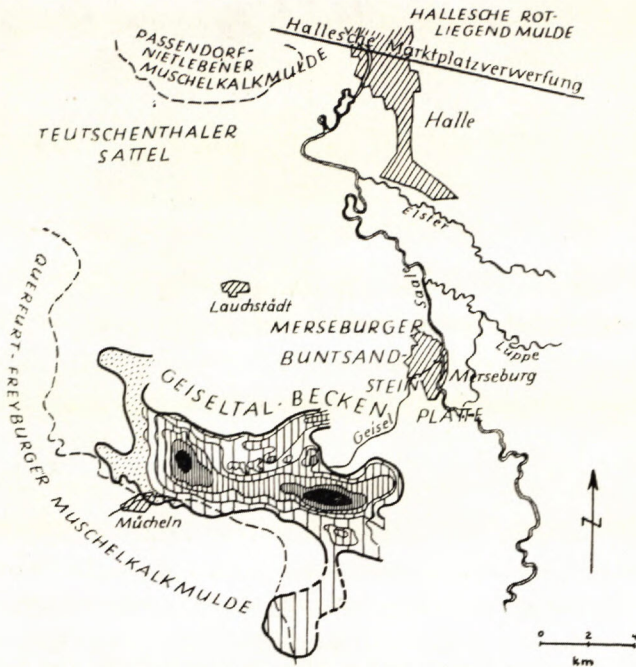 HALLESCHE ROT-
LIEGEND MULDE
Hallesche Marktplatzverwerfung
PASSENDORF-
NIETLEBENER
MUSCHELKALKMULDE
Halle
TEUTSCHENTHALER
SATTEL
Elster
Saale
Lauchstädt
QUERFURT-FREYBURGER MUSCHELKALKMULDE
MERSEBURGER
BUNTSAND-
STEIN
PLATTE
Luppe
Merseburg
GEISELTAL-BECKEN
Geisel
Mücheln
N
0 2 4
km